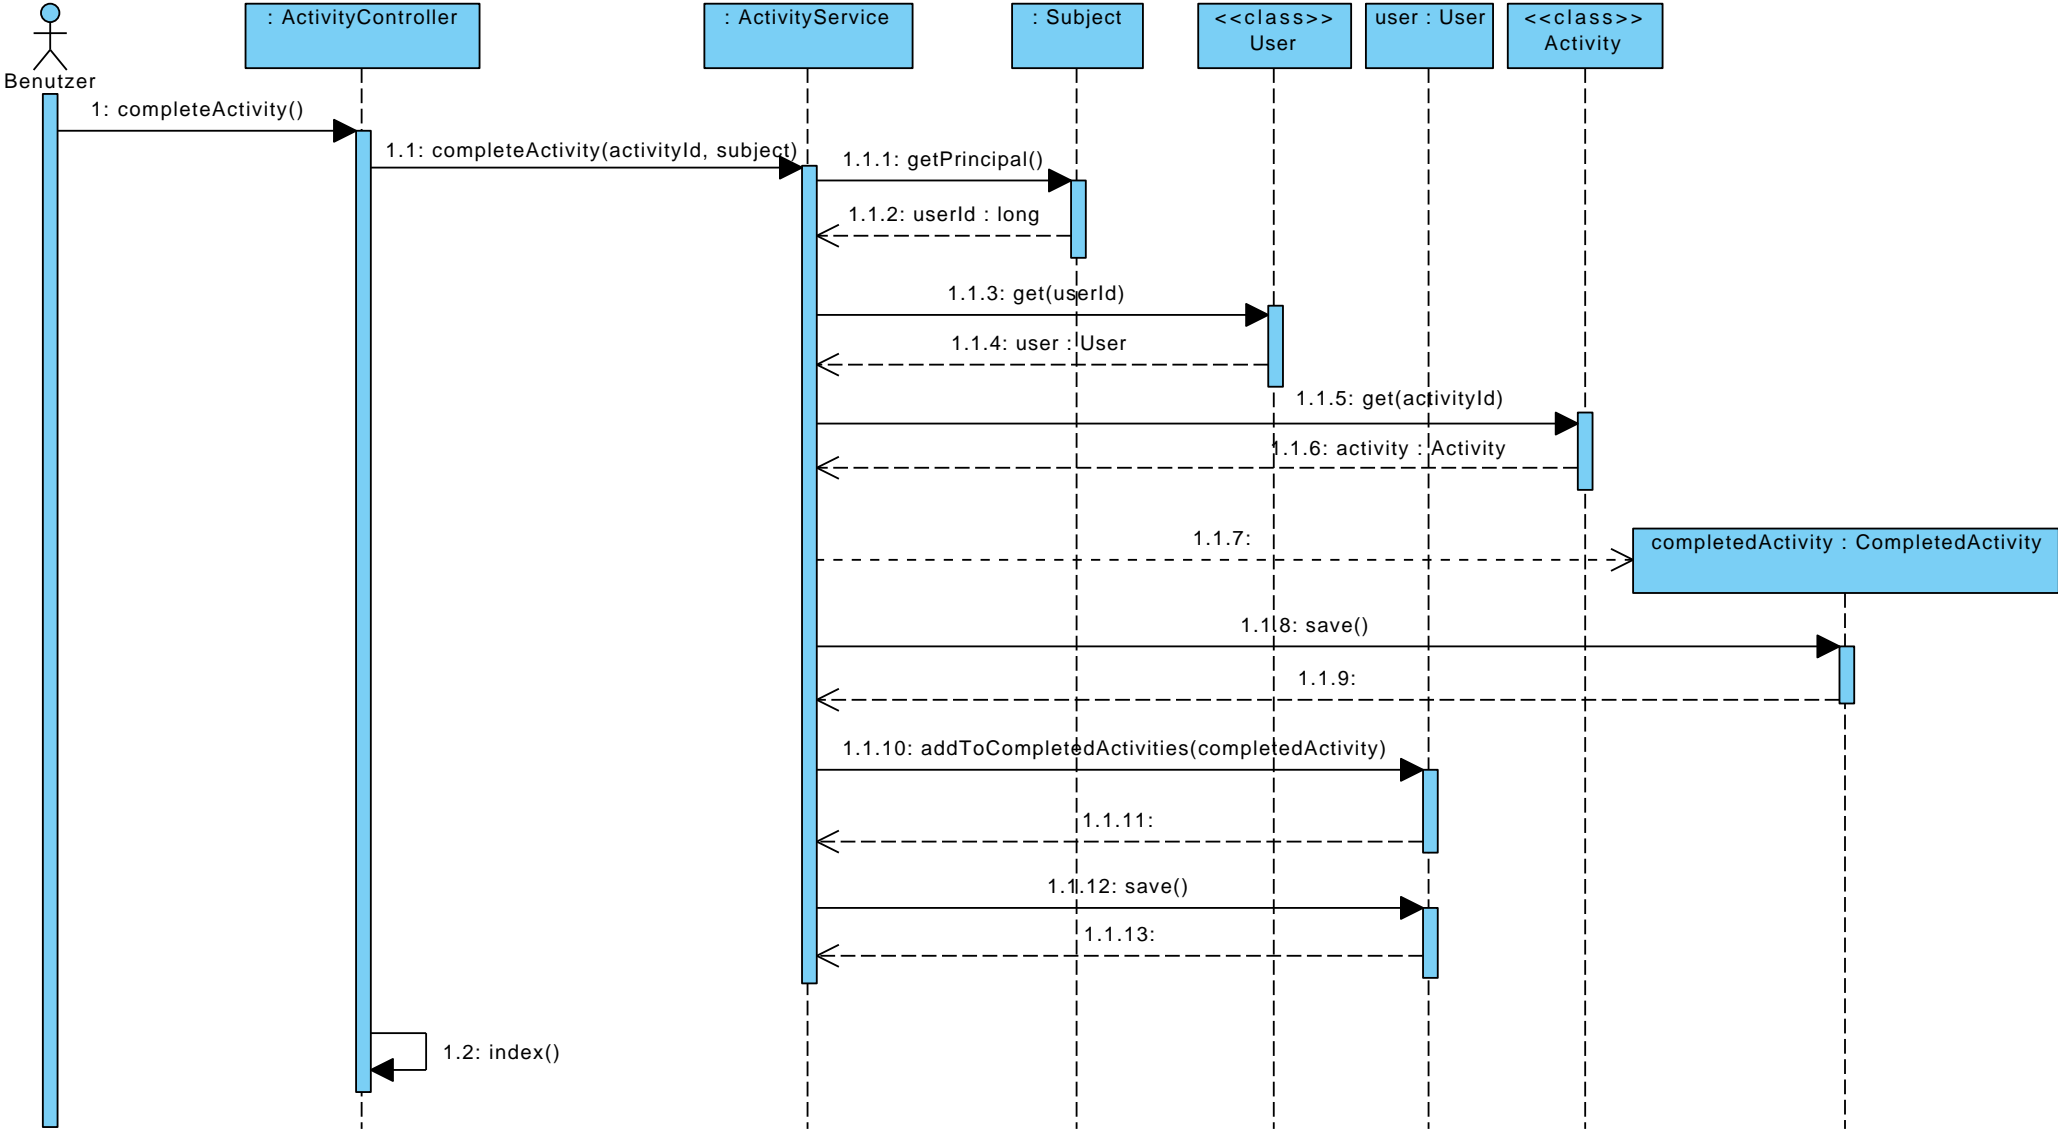 Benutzer
: ActivityController
: ActivityService
: Subject
<<class>>
User
user : User
<<class>>
Activity
1: completeActivity()
1.1: completeActivity(activityId, subject)
1.1.1: getPrincipal()
1.1.2: userId : long
1.1.3: get(userId)
1.1.4: user : User
1.1.5: get(activityId)
1.1.6: activity : Activity
1.1.7:
completedActivity : CompletedActivity
1.1.8: save()
1.1.9:
1.1.10: addToCompletedActivities(completedActivity)
1.1.11:
1.1.12: save()
1.1.13:
1.2: index()